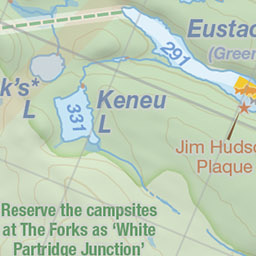 Eustac
(Green
291
k's*
L
331
Keneu
L
Jim Huds
Plaque
Reserve the campsites
at The Forks as 'White
Partridge Junction'